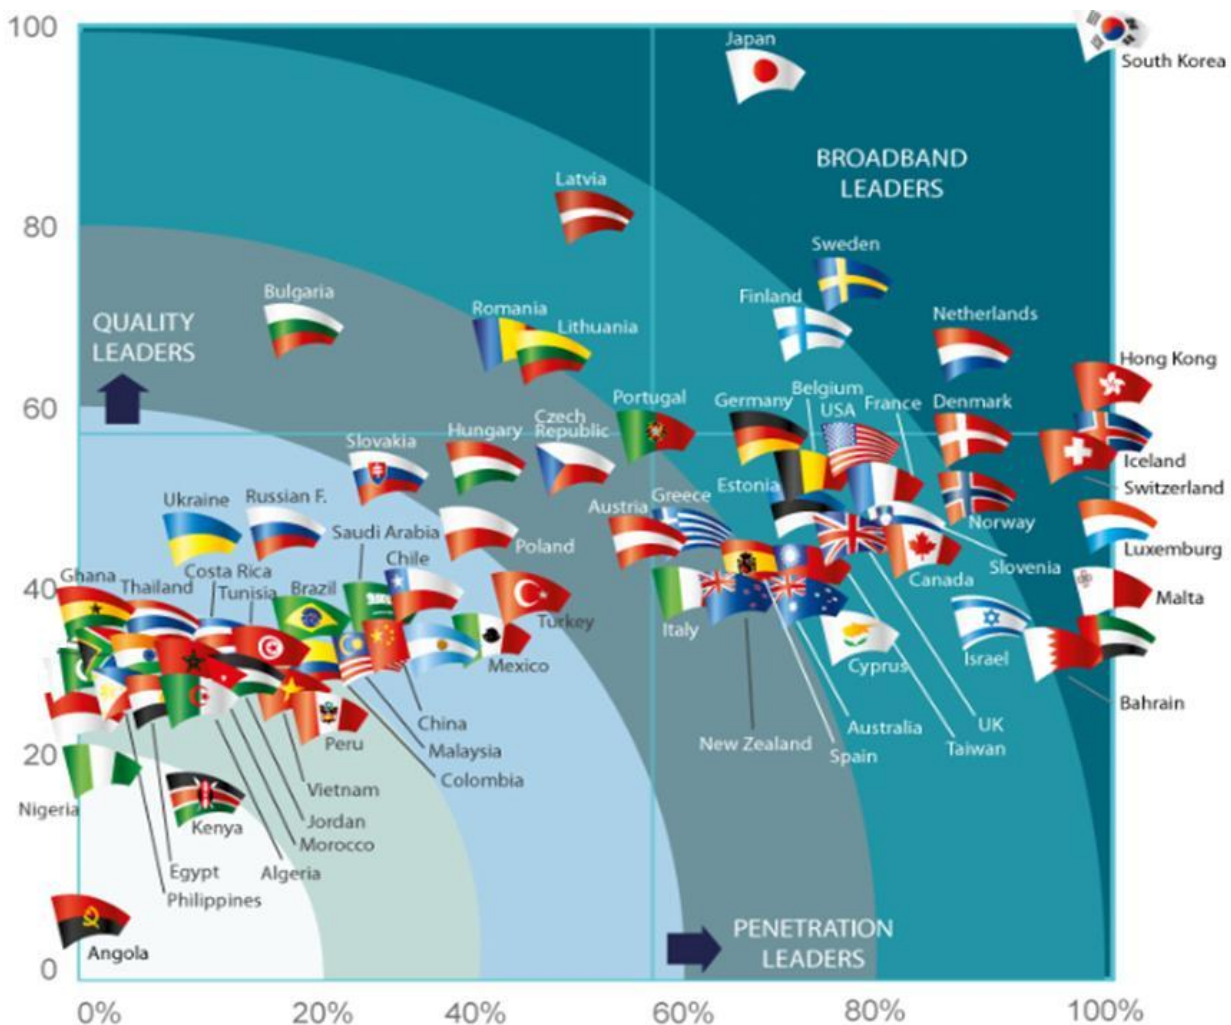 100
Japan
South Korea
BROADBAND
LEADERS
Latvia
80
Sweden
Bulgaria
Finland
Romania
Netherlands
QUALITY
LEADERS
Lithuania
Hong Kong
Belgium
Portugal
Germany
USA
France
Denmark
60
Czech
Republic
Hungary
Slovakia
Iceland
Switzerland
Estonia
Ukraine
Russian F.
Austria
Greece
Norway
Saudi Arabia
Poland
Luxemburg
Chile
Slovenia
Costa Rica
Ghana
Thailand
Tunisia
Brazil
Canada
40
Malta
Turkey
Italy
Mexico
Cyprus
Israel
Bahrain
China
Australia
UK
New Zealand
Peru
Malaysia
Spain
Taiwan
20
Colombia
Vietnam
Nigeria
Kenya
Jordan
Morocco
Egypt
Algeria
Philippines
PENETRATION
LEADERS
Angola
0
0%
20%
40%
60%
80%
100%